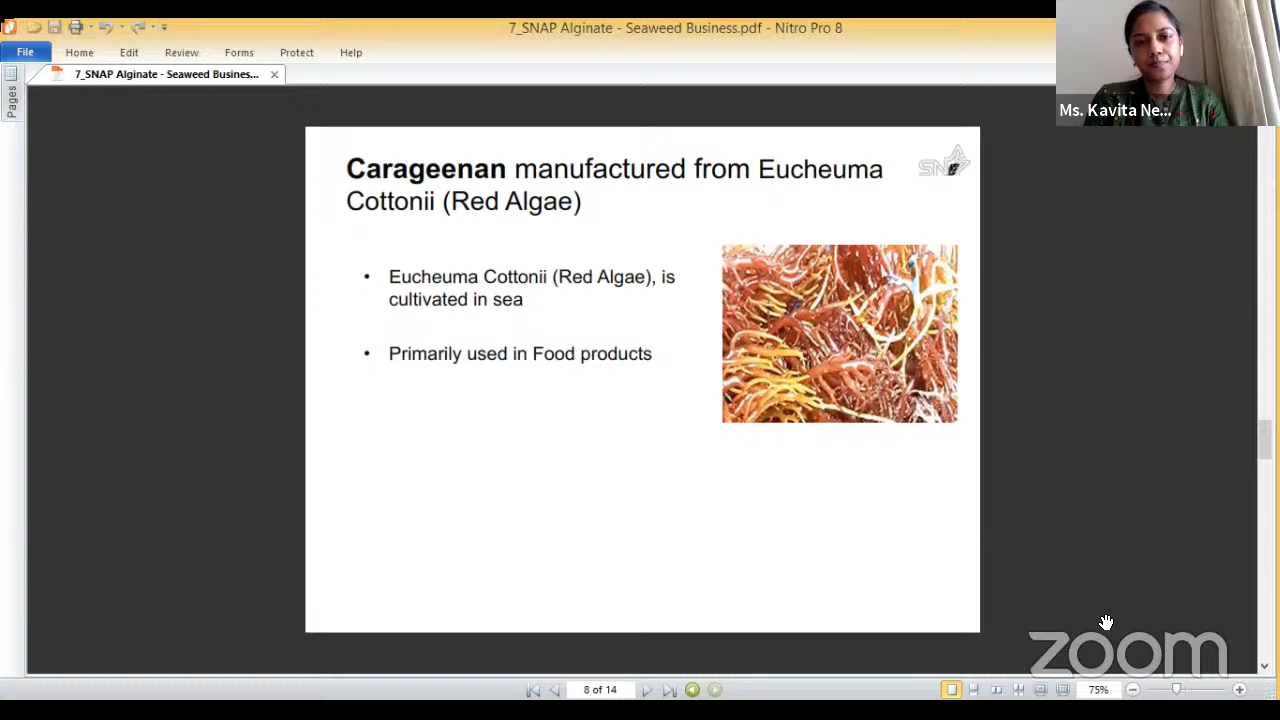 7_SNAP Alginate - Seaweed Business.pdf - Nitro Pro 8
File Home Edit Review Forms Protect Help
7_SNAP Alginate - Seaweed Busines...
Pages
Ms. Kavita Ne...
Carageenan manufactured from Eucheuma
Cottonii (Red Algae)
SNAP
• Eucheuma Cottonii (Red Algae), is
cultivated in sea
• Primarily used in Food products
zoom
8 of 14
75%